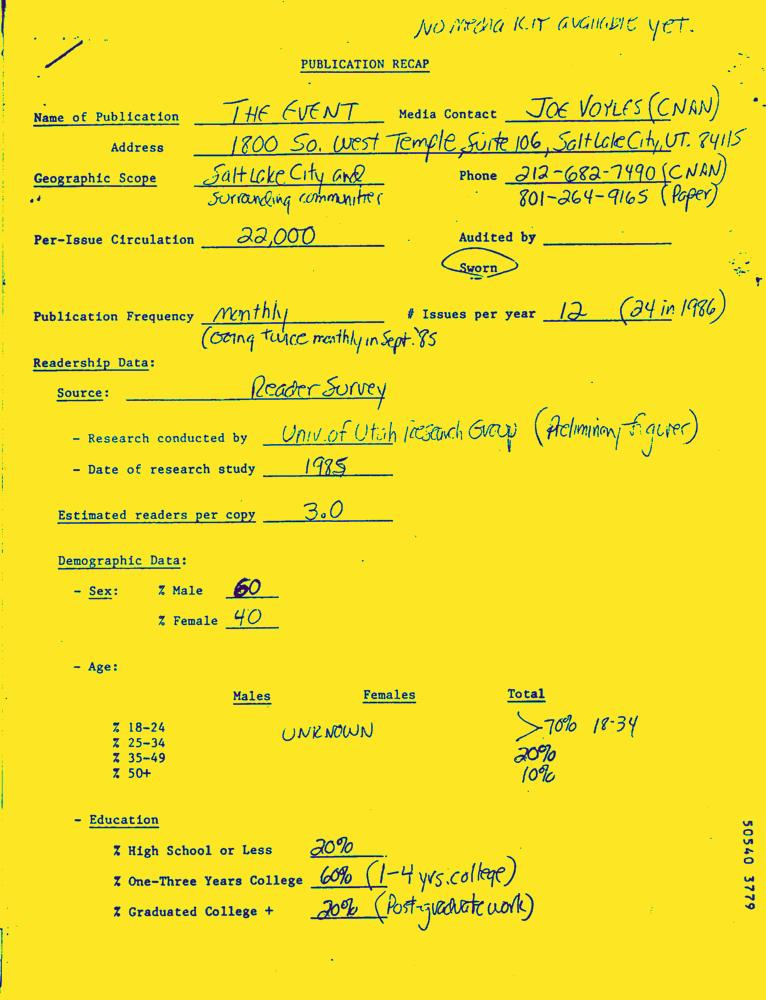 NO MEDIA KIT AVAILABLE YET.
PUBLICATION RECAP
Name of Publication THE EVENT Media Contact JOE VOYLES (CNAN)
Address 1800 So. West Temple, Suite 106, Salt Lake City, UT. 84115
Geographic Scope Salt Lake City and Phone 212-682-7490 (CNAN)
Surrounding communities 801-264-9165 (Paper)
Per-Issue Circulation 22,000 Audited by
Sworn
Publication Frequency Monthly # Issues per year 12 (24 in 1986)
(Going twice monthly in Sept. '85
Readership Data:
Source: Reader Survey
- Research conducted by Univ. of Utah Research Group (Preliminary figures)
- Date of research study 1985
Estimated readers per copy 3.0
Demographic Data:
- Sex: % Male 60
% Female 40
- Age:
Males Females Total
% 18-24 UNKNOWN >70% 18-34
% 25-34
% 35-49 20%
% 50+ 10%
- Education
% High School or Less 20%
% One-Three Years College 60% (1-4 yrs. college)
% Graduated College + 20% (Post-graduate work)
50540 3779